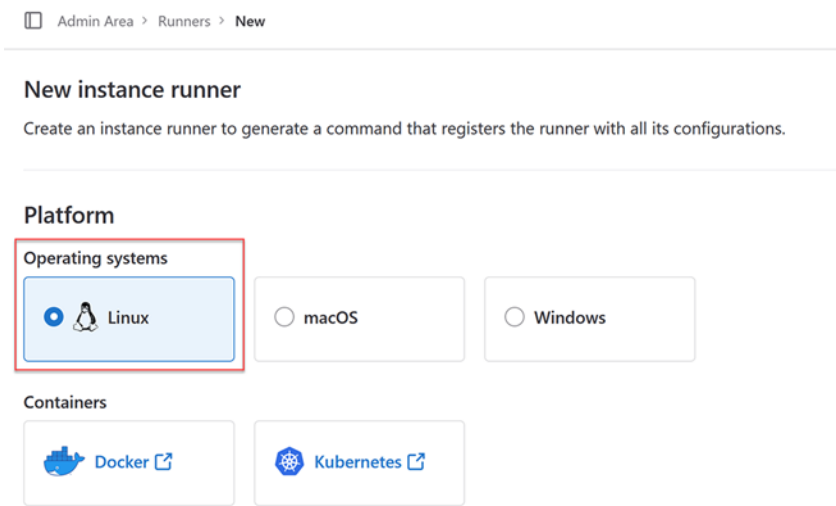 Admin Area > Runners > New
New instance runner
Create an instance runner to generate a command that registers the runner with all its configurations.
Platform
Operating systems
Linux
macOS
Windows
Containers
Docker
Kubernetes